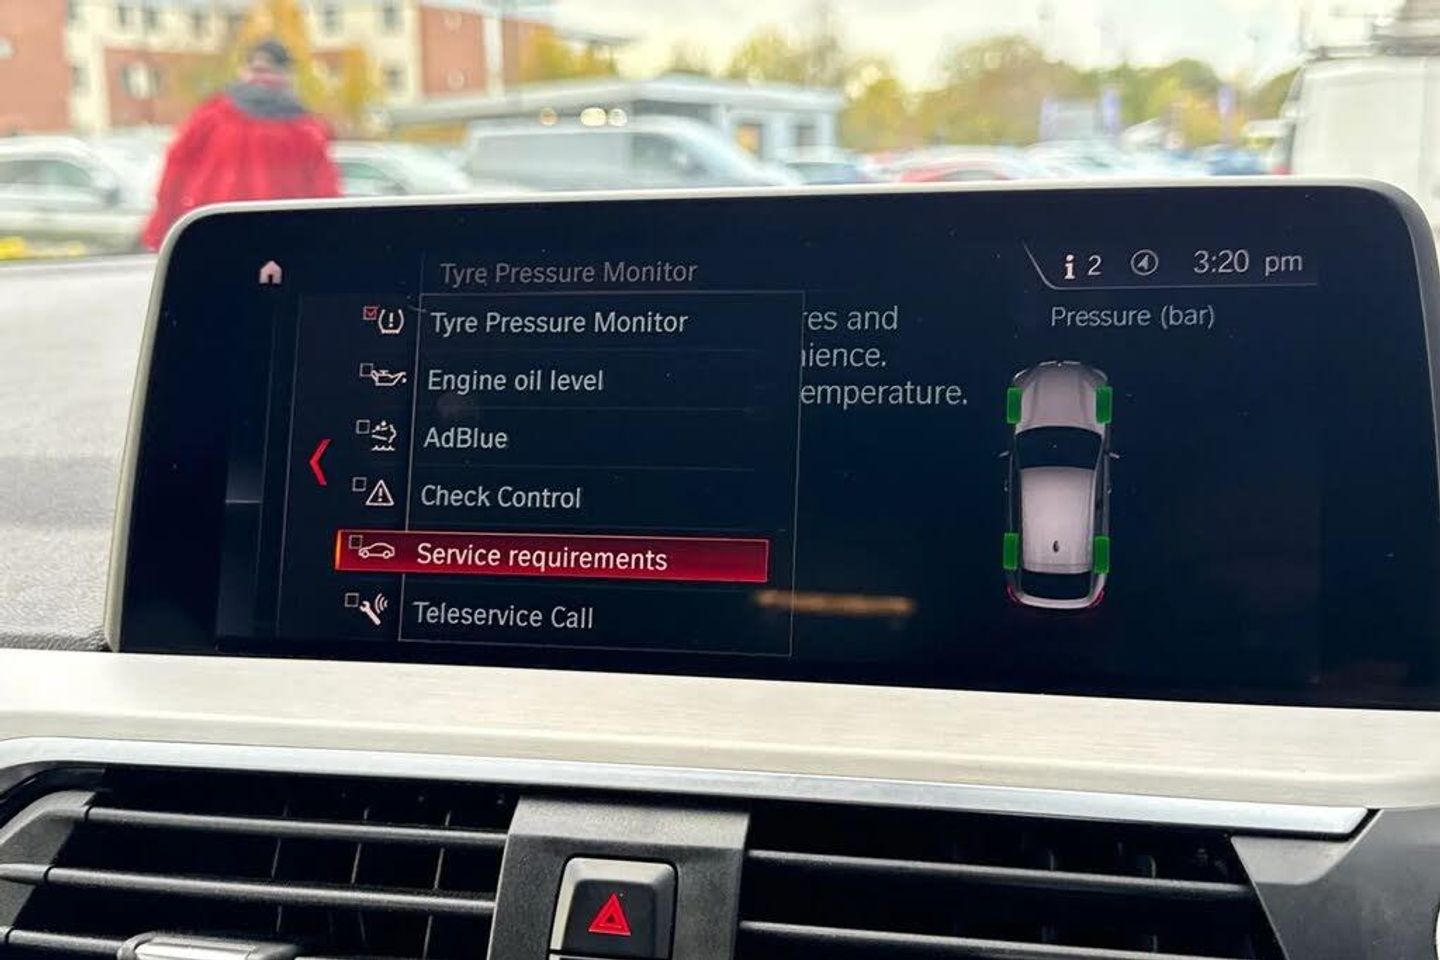 Tyre Pressure Monitor
2
3:20 pm
Tyre Pressure Monitor
Engine oil level
AdBlue
Check Control
Service requirements
Teleservice Call
res and
ience.
emperature.
Pressure (bar)